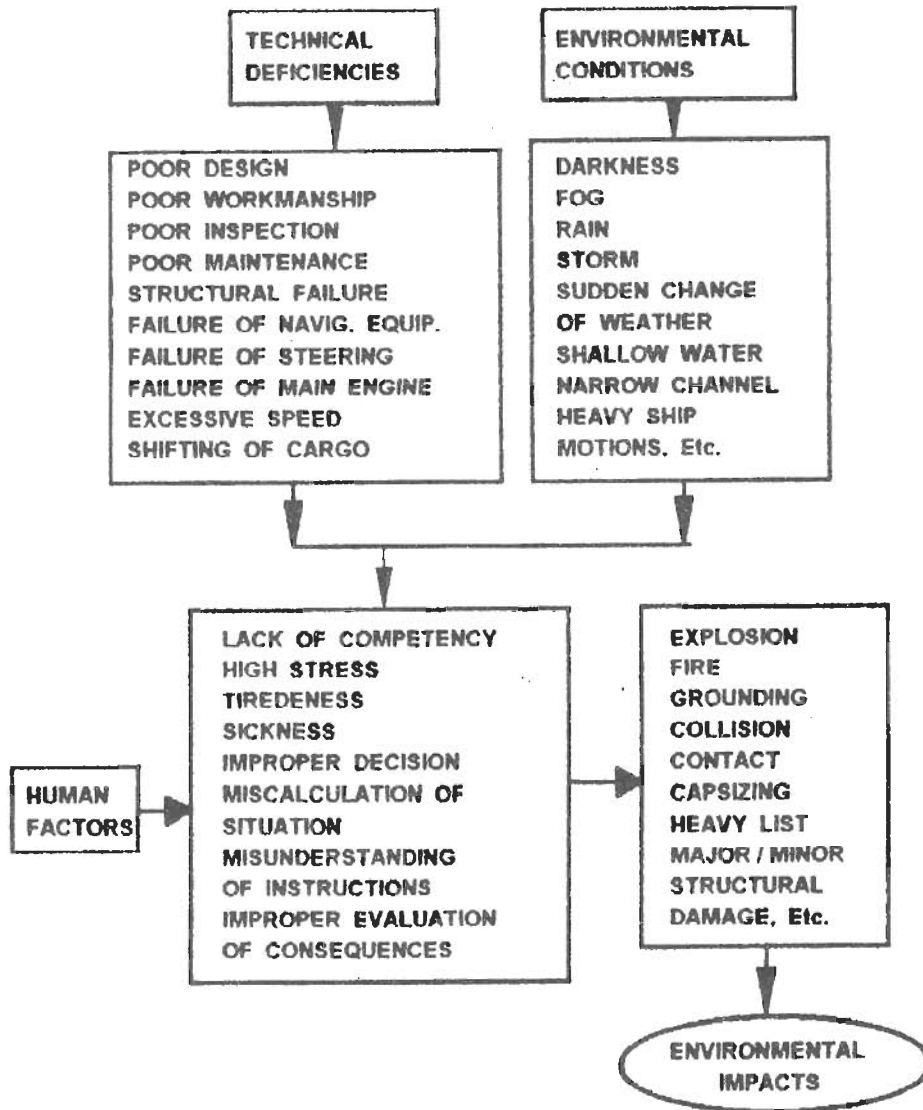 TECHNICAL
DEFICIENCIES
ENVIRONMENTAL
CONDITIONS
POOR DESIGN
POOR WORKMANSHIP
POOR INSPECTION
POOR MAINTENANCE
STRUCTURAL FAILURE
FAILURE OF NAVIG. EQUIP.
FAILURE OF STEERING
FAILURE OF MAIN ENGINE
EXCESSIVE SPEED
SHIFTING OF CARGO
DARKNESS
FOG
RAIN
STORM
SUDDEN CHANGE
OF WEATHER
SHALLOW WATER
NARROW CHANNEL
HEAVY SHIP
MOTIONS. Etc.
HUMAN
FACTORS
LACK OF COMPETENCY
HIGH STRESS
TIREDENESS
SICKNESS
IMPROPER DECISION
MISCALCULATION OF
SITUATION
MISUNDERSTANDING
OF INSTRUCTIONS
IMPROPER EVALUATION
OF CONSEQUENCES
EXPLOSION
FIRE
GROUNDING
COLLISION
CONTACT
CAPSIZING
HEAVY LIST
MAJOR / MINOR
STRUCTURAL
DAMAGE, Etc.
ENVIRONMENTAL
IMPACTS